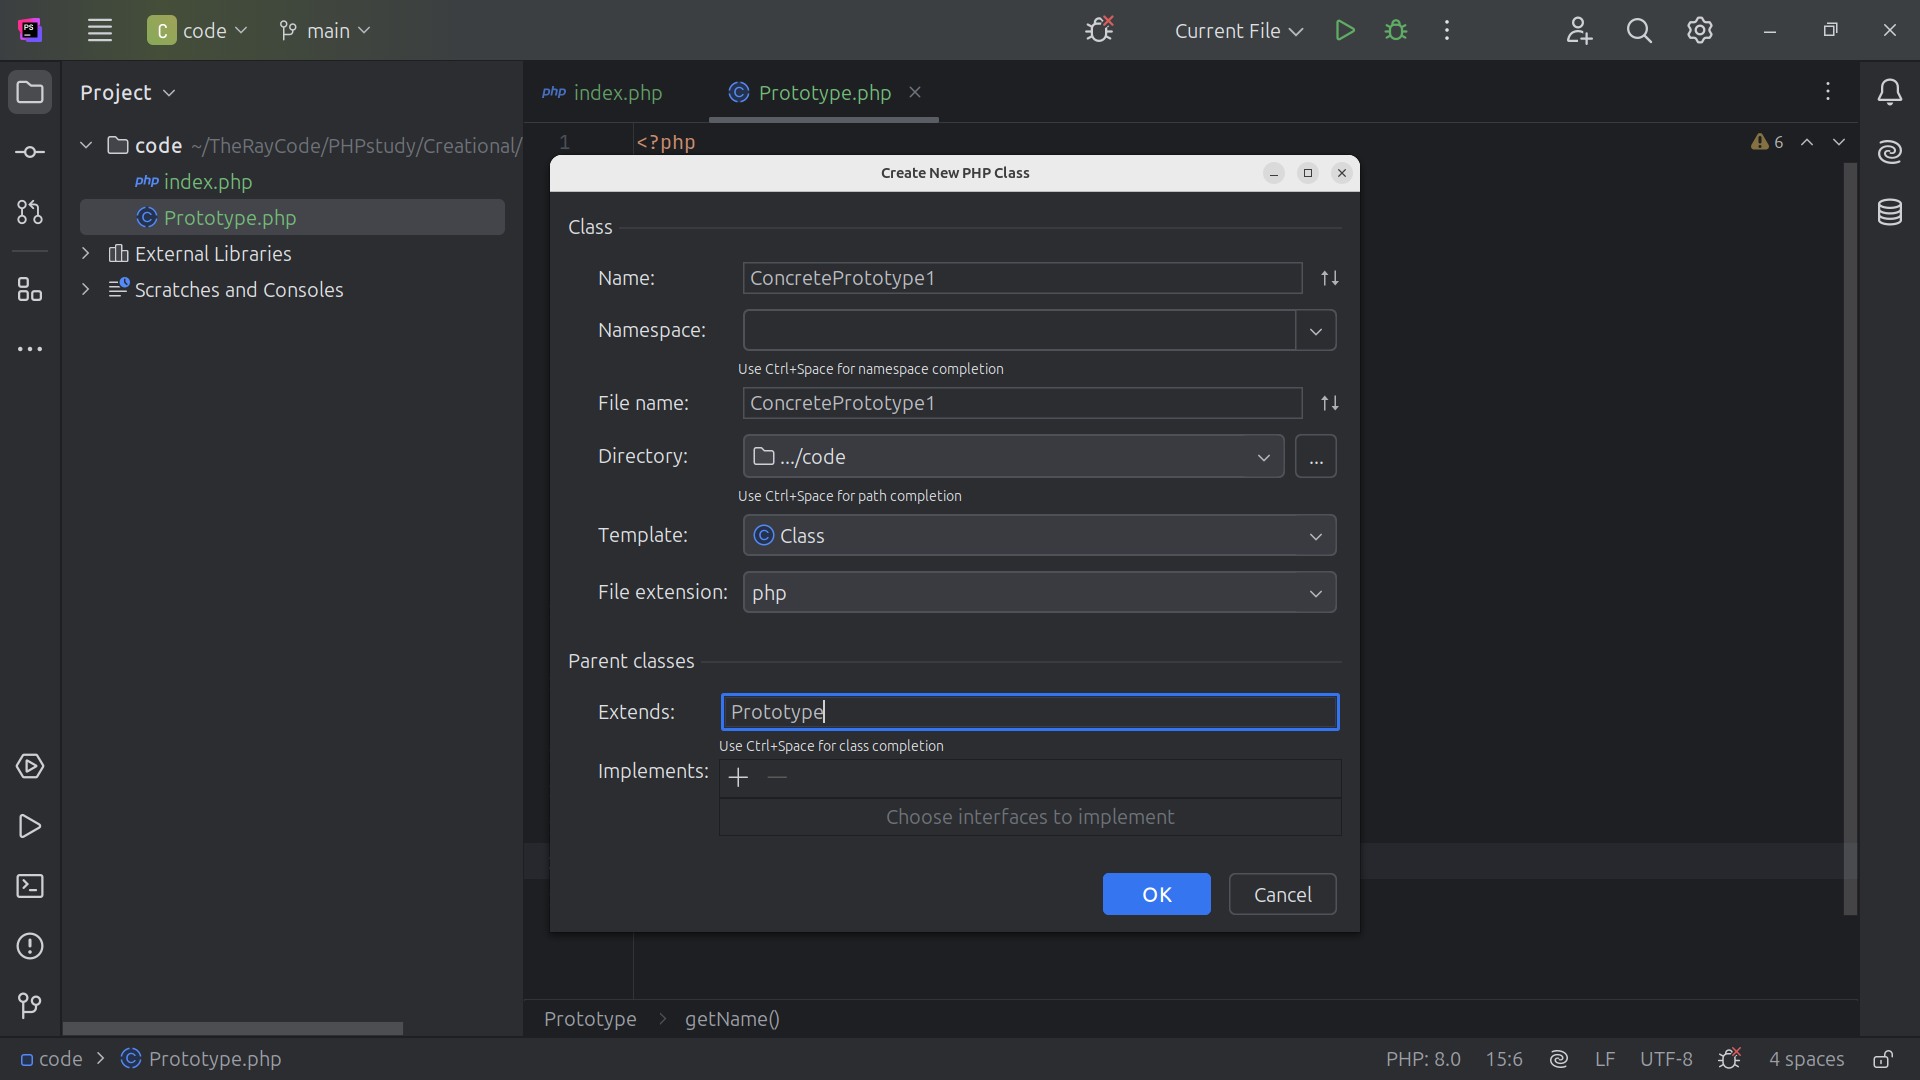 PS
C code
main
Current File
Project
php index.php
Prototype.php
code ~/TheRayCode/PHPstudy/Creational/
php index.php
Prototype.php
External Libraries
Scratches and Consoles
1
<?php
6
Create New PHP Class
Class
Name:
ConcretePrototype1
Namespace:
Use Ctrl+Space for namespace completion
File name:
ConcretePrototype1
Directory:
.../code
...
Use Ctrl+Space for path completion
Template:
C Class
File extension:
php
Parent classes
Extends:
Prototype
Use Ctrl+Space for class completion
Implements:
Choose interfaces to implement
OK
Cancel
Prototype > getName()
code > Prototype.php
PHP: 8.0
15:6
LF
UTF-8
4 spaces